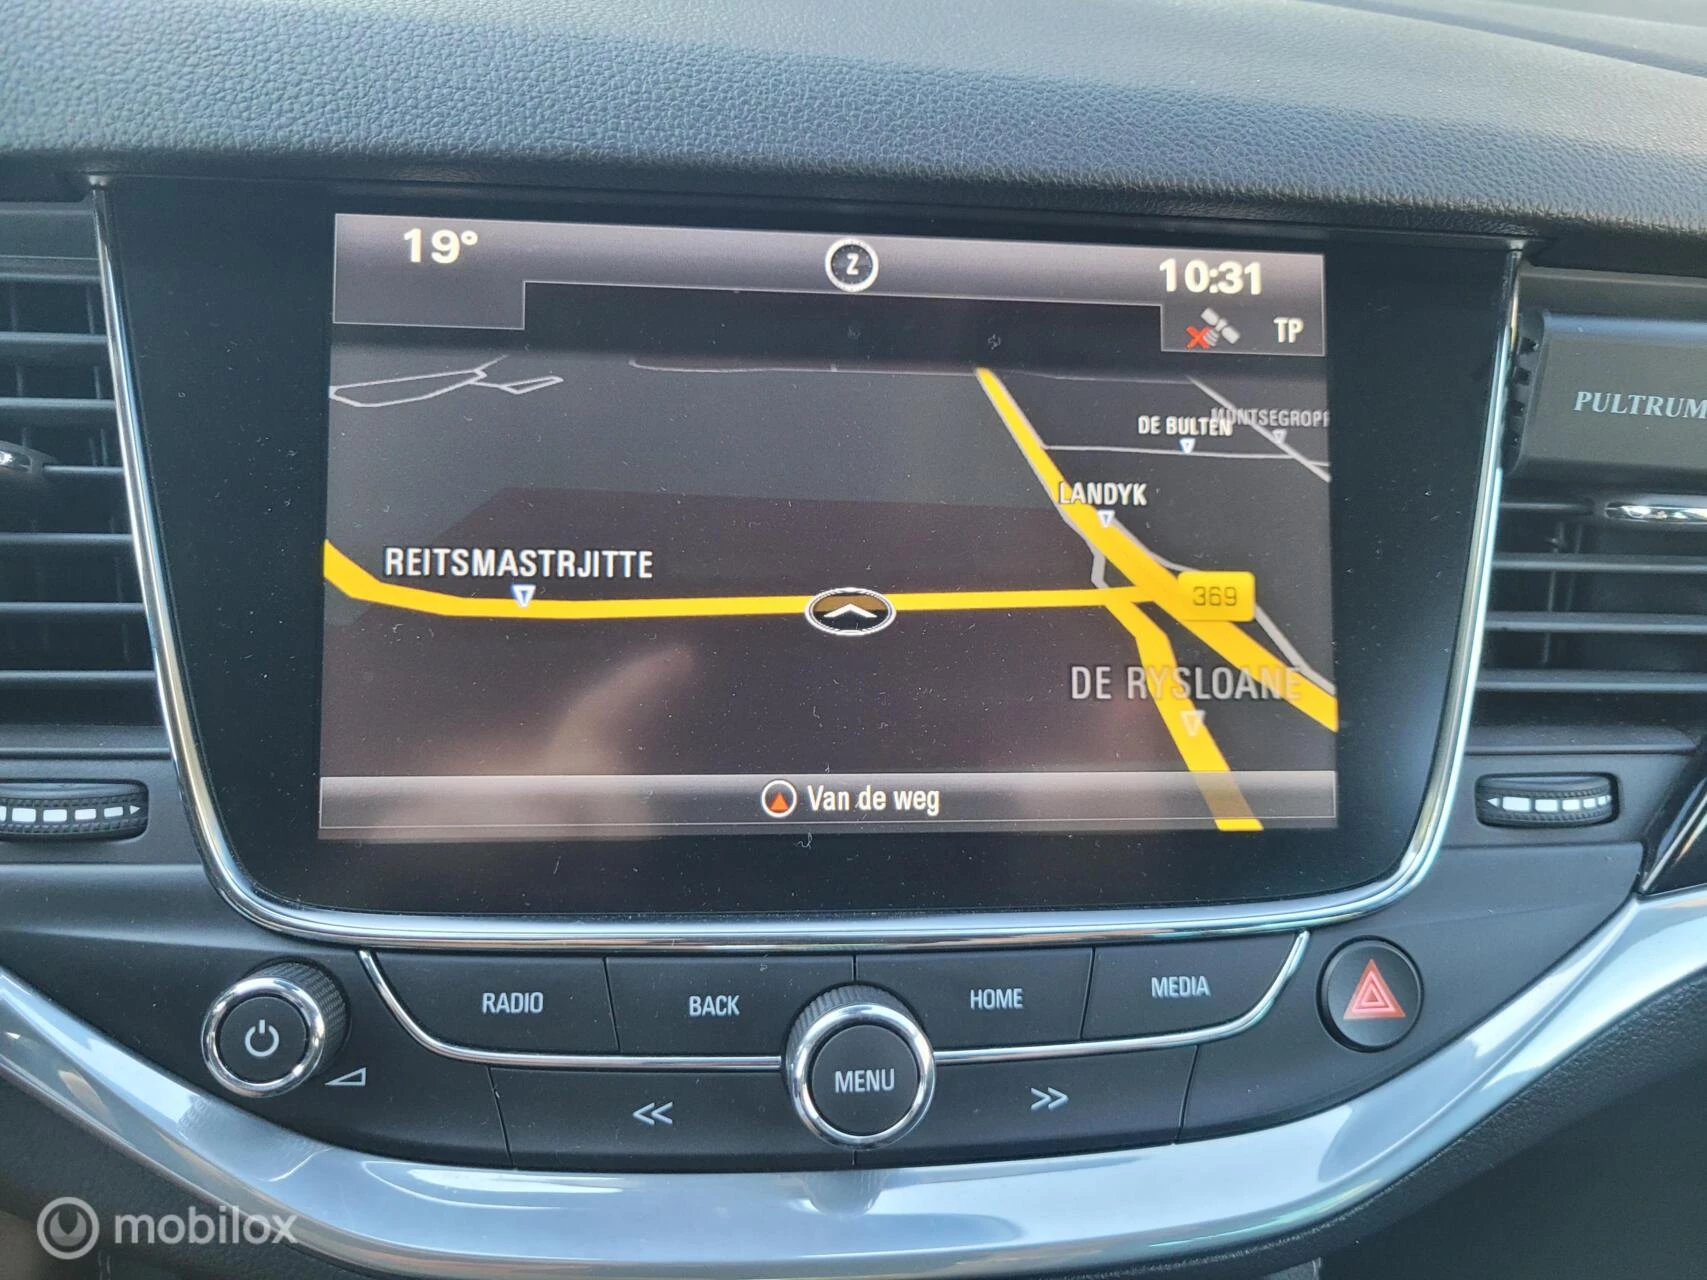 19°
Z
10:31
TP
DE BULTEN
LANDYK
REITSMASTRJITTE
369
DE RYSLOANE
Van de weg
PULTRUM
RADIO
BACK
HOME
MEDIA
MENU
mobilox